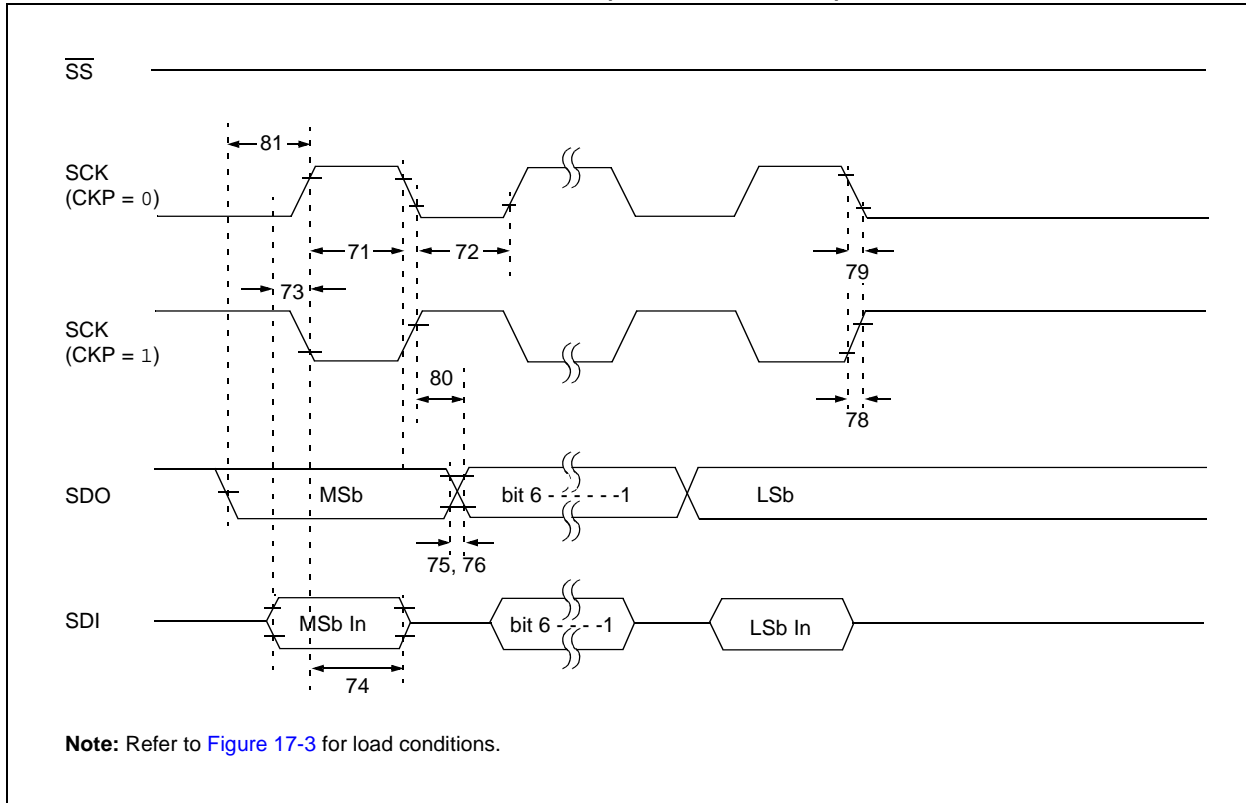 SS
81
SCK
(CKP = 0)
71
72
79
73
SCK
(CKP = 1)
80
78
SDO
MSb
bit 6 - - - - - -1
LSb
75, 76
SDI
MSb In
bit 6 - - - - -1
LSb In
74
Note: Refer to Figure 17-3 for load conditions.